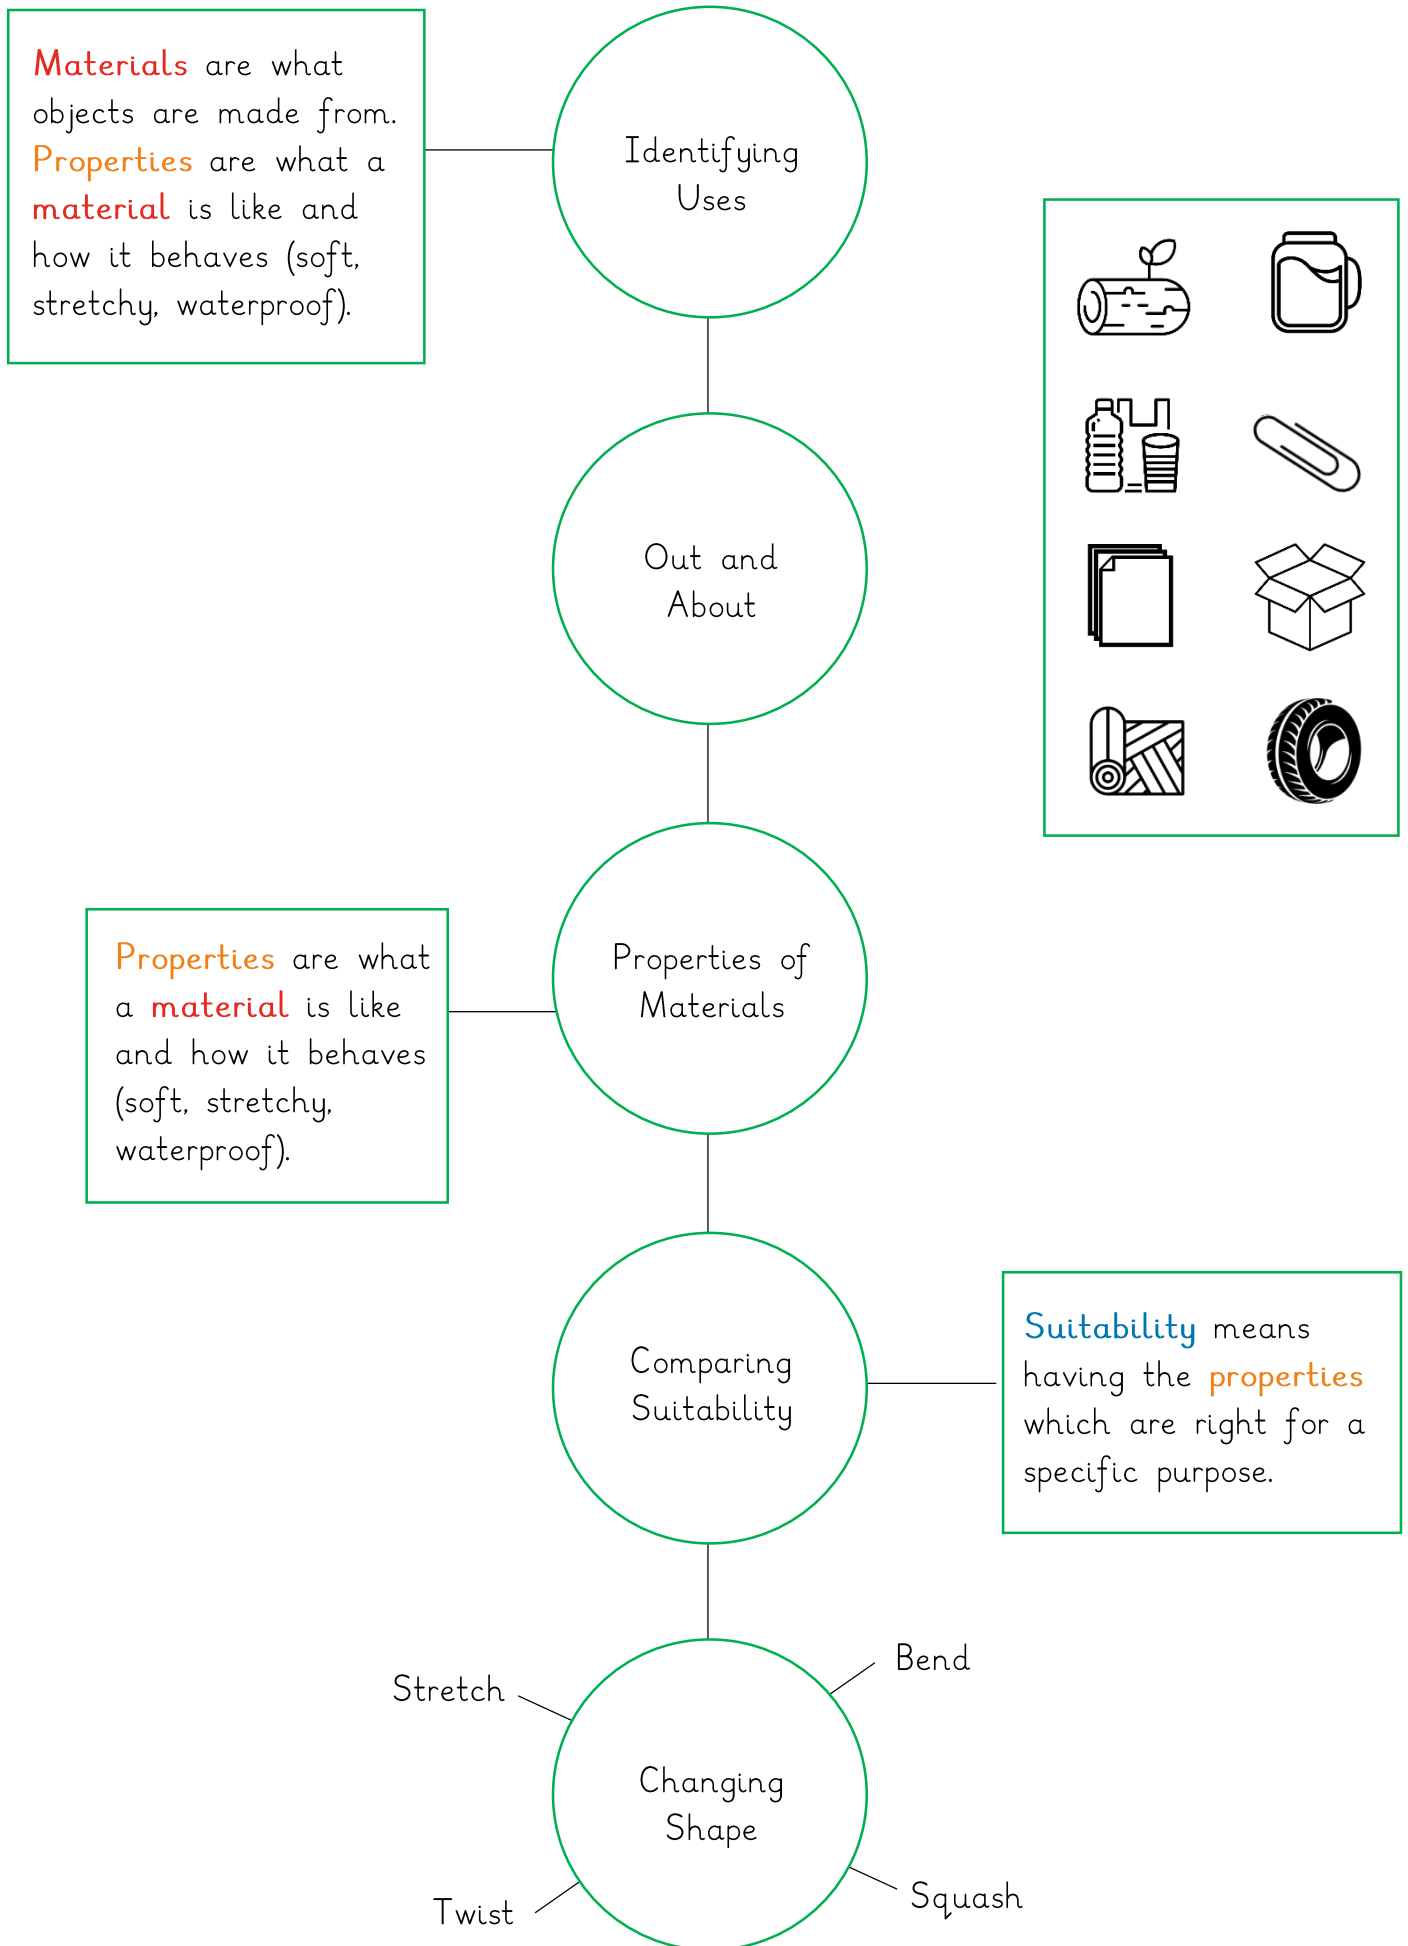 Materials are what
objects are made from.
Properties are what a
material is like and
how it behaves (soft,
stretchy, waterproof).
Identifying
Uses
Out and
About
Properties of
Materials
Properties are what
a material is like
and how it behaves
(soft, stretchy,
waterproof).
Comparing
Suitability
Suitability means
having the properties
which are right for a
specific purpose.
Changing
Shape
Stretch
Bend
Twist
Squash